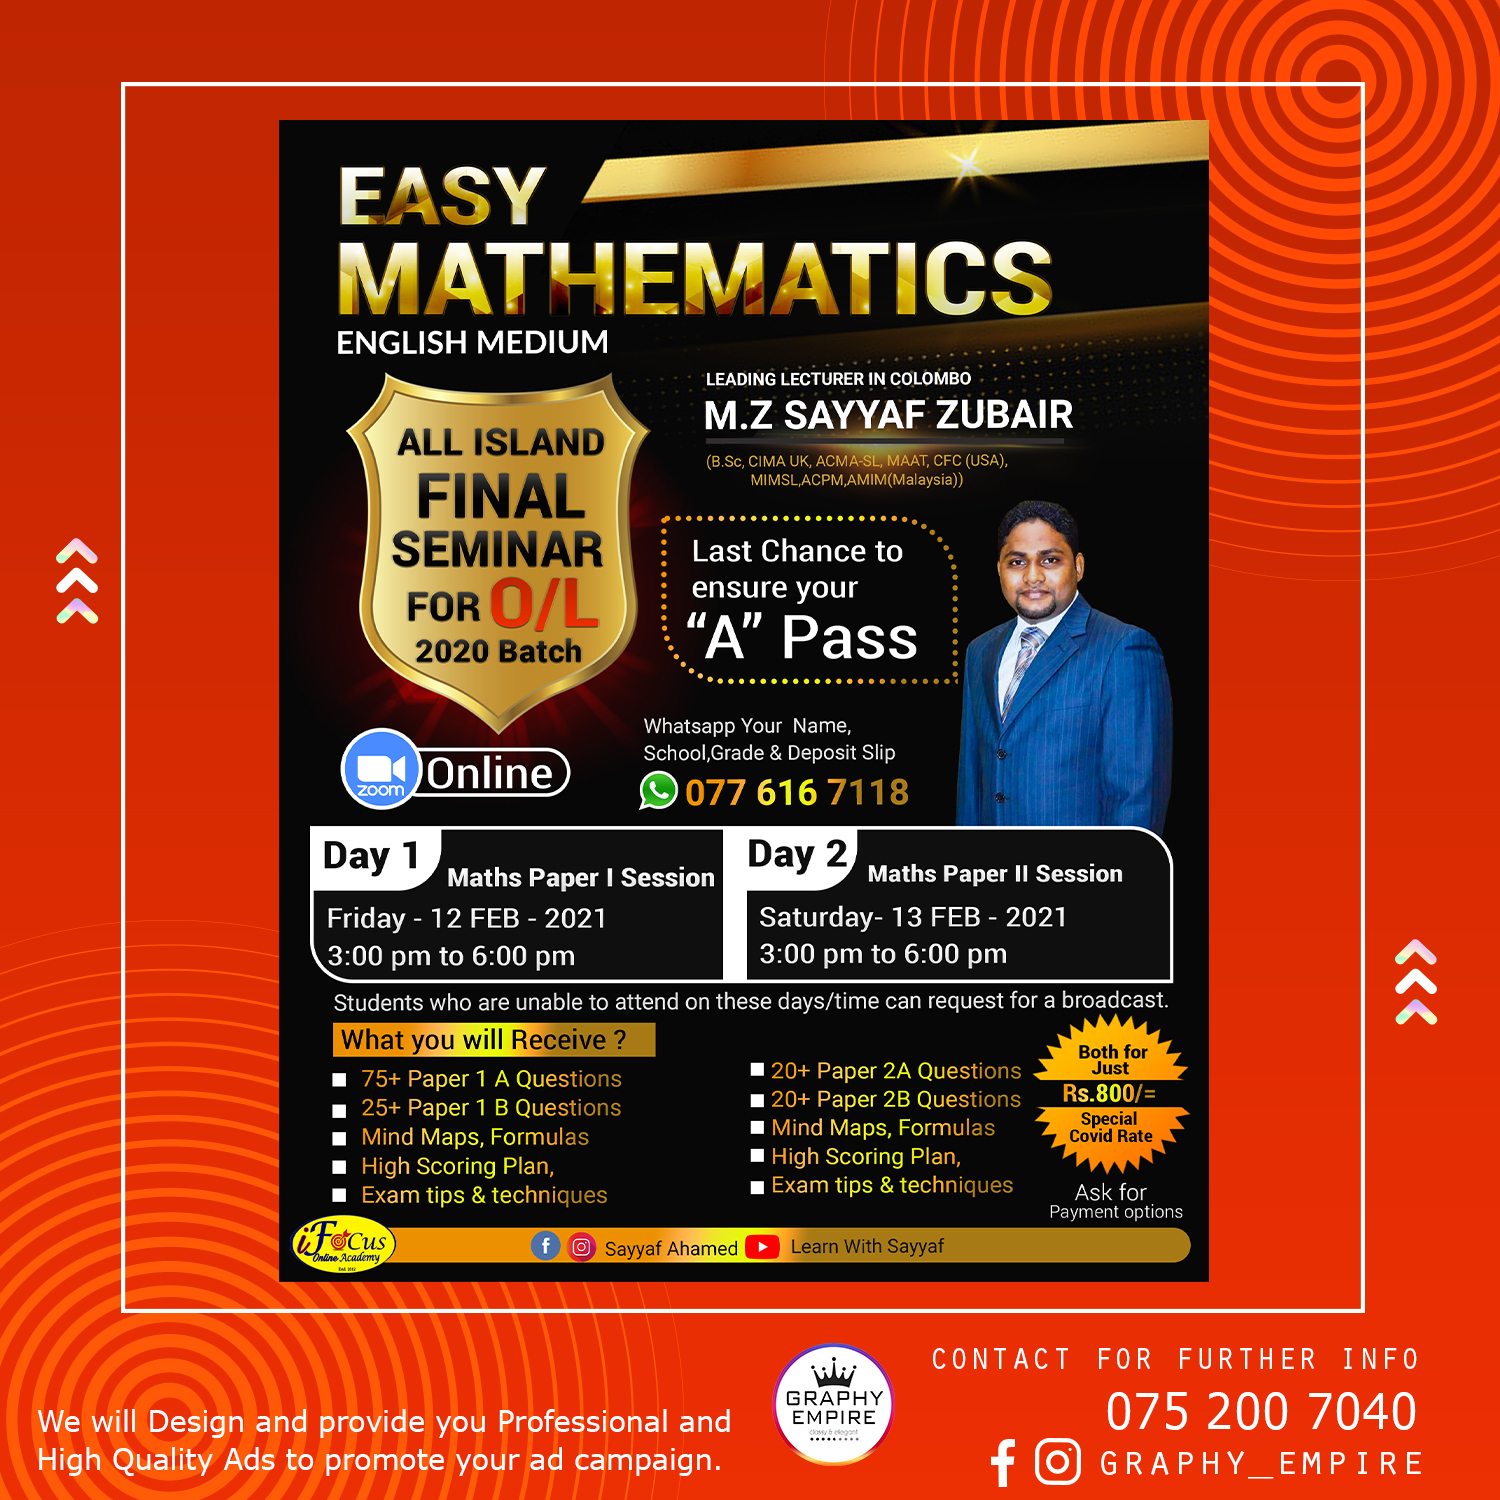 EASY
MATHEMATICS
ENGLISH MEDIUM
LEADING LECTURER IN COLOMBO
M.Z SAYYAF ZUBAIR
(B.Sc, CIMA UK, ACMA-SL, MAAT, CFC (USA),
MIMSL,ACPM,AMIM(Malaysia))
ALL ISLAND
FINAL
SEMINAR
FOR O/L
2020 Batch
Last Chance to
ensure your
“A” Pass
zoom
Online
Whatsapp Your Name,
School,Grade & Deposit Slip
077 616 7118
Day 1
Maths Paper I Session
Friday - 12 FEB - 2021
3:00 pm to 6:00 pm
Day 2
Maths Paper II Session
Saturday- 13 FEB - 2021
3:00 pm to 6:00 pm
Students who are unable to attend on these days/time can request for a broadcast.
What you will Receive ?
75+ Paper 1 A Questions
25+ Paper 1 B Questions
Mind Maps, Formulas
High Scoring Plan,
Exam tips & techniques
20+ Paper 2A Questions
20+ Paper 2B Questions
Mind Maps, Formulas
High Scoring Plan,
Exam tips & techniques
Both for
Just
Rs.800/=
Special
Covid Rate
Ask for
Payment options
iFocus
Online Academy
Estd. 2012
Sayyaf Ahamed
Learn With Sayyaf
We will Design and provide you Professional and
High Quality Ads to promote your ad campaign.
GRAPHY
EMPIRE
classy & elegant
CONTACT FOR FURTHER INFO
075 200 7040
GRAPHY_EMPIRE